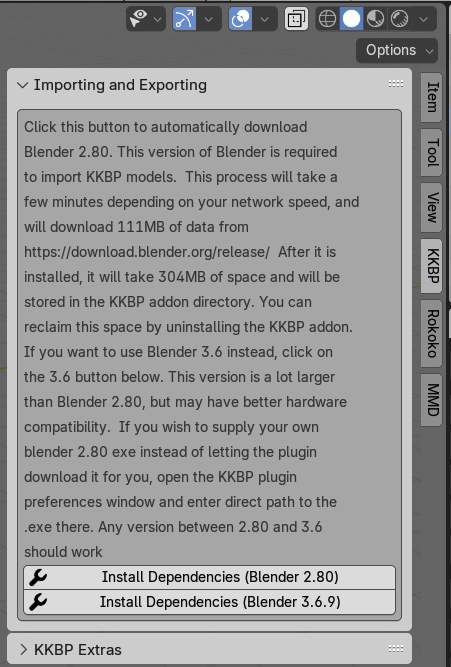 Options
Importing and Exporting
Click this button to automatically download
Blender 2.80. This version of Blender is required
to import KKBP models.  This process will take a
few minutes depending on your network speed, and
will download 111MB of data from
https://download.blender.org/release/  After it is
installed, it will take 304MB of space and will be
stored in the KKBP addon directory. You can
reclaim this space by uninstalling the KKBP addon.
If you want to use Blender 3.6 instead, click on
the 3.6 button below. This version is a lot larger
than Blender 2.80, but may have better hardware
compatibility.  If you wish to supply your own
blender 2.80 exe instead of letting the plugin
download it for you, open the KKBP plugin
preferences window and enter direct path to the
.exe there. Any version between 2.80 and 3.6
should work
Install Dependencies (Blender 2.80)
Install Dependencies (Blender 3.6.9)
KKBP Extras
Item
Tool
View
KKBP
Rokoko
MMD